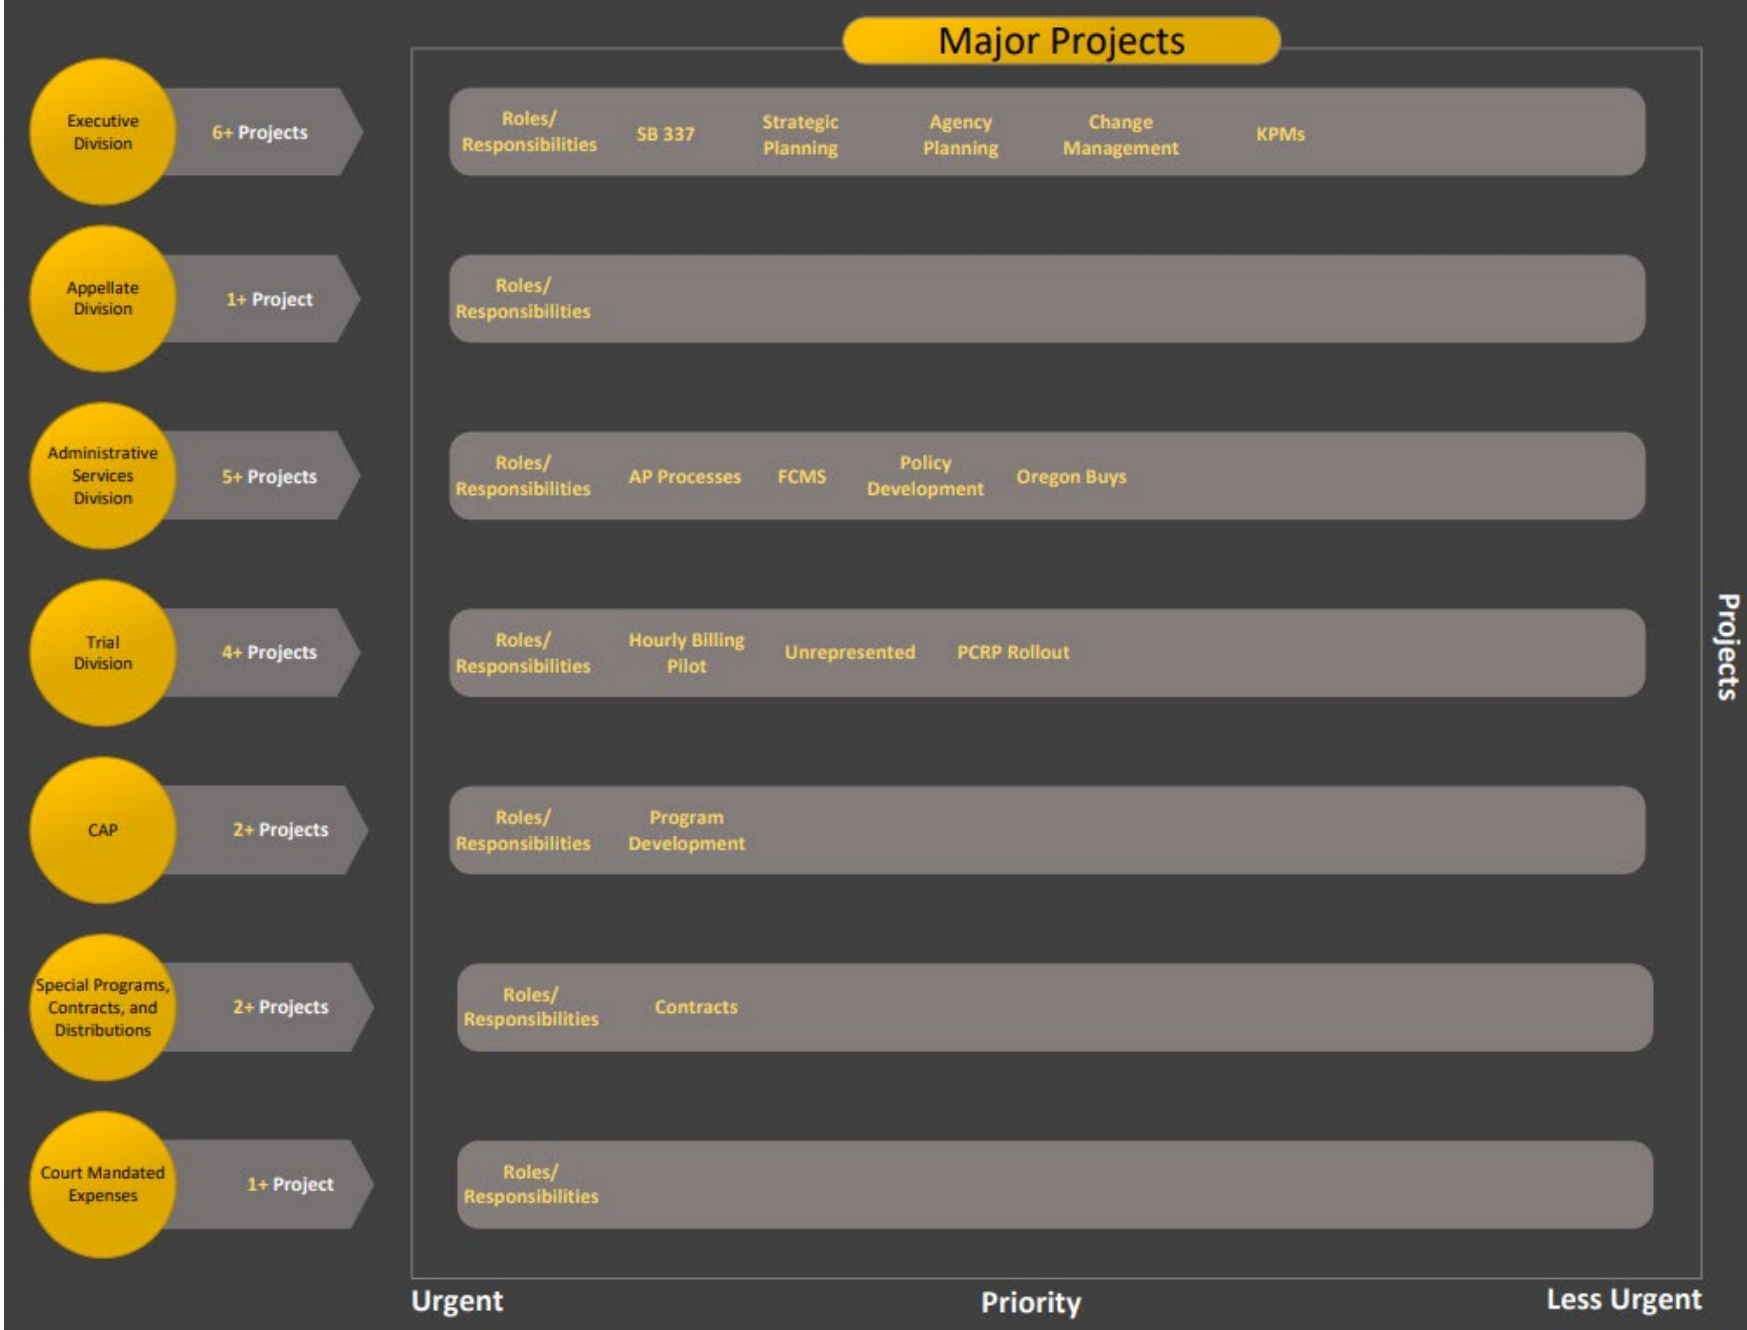 Major Projects
Executive
Division
6+ Projects
Roles/
Responsibilities
SB 337
Strategic
Planning
Agency
Planning
Change
Management
KPMs
Appellate
Division
1+ Project
Roles/
Responsibilities
Administrative
Services
Division
5+ Projects
Roles/
Responsibilities
AP Processes
FCMS
Policy
Development
Oregon Buys
Trial
Division
4+ Projects
Roles/
Responsibilities
Hourly Billing
Pilot
Unrepresented
PCRP Rollout
Projects
CAP
2+ Projects
Roles/
Responsibilities
Program
Development
Special Programs,
Contracts, and
Distributions
2+ Projects
Roles/
Responsibilities
Contracts
Court Mandated
Expenses
1+ Project
Roles/
Responsibilities
Urgent
Priority
Less Urgent